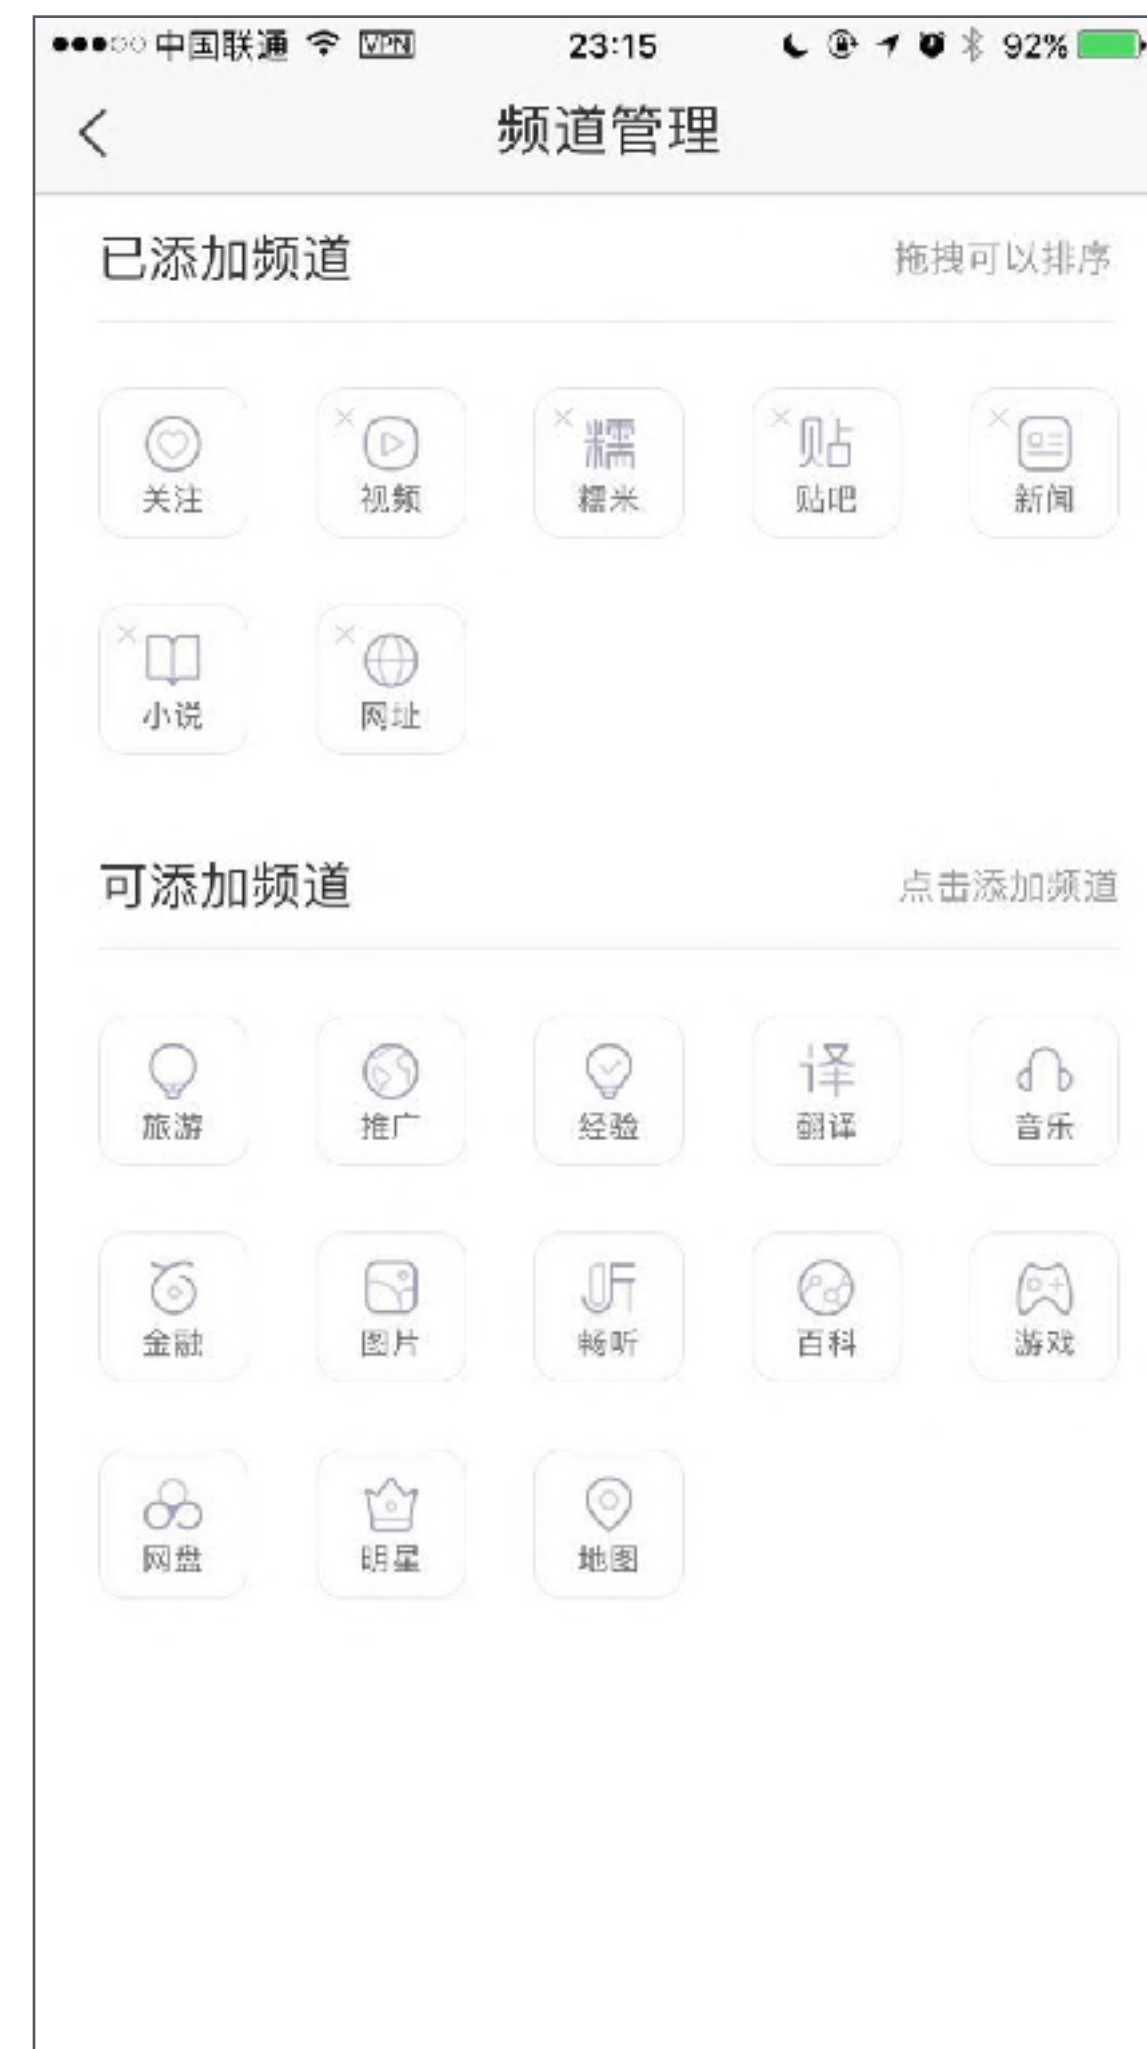 中国联通 VPN 23:15 92%
频道管理
已添加频道 拖拽可以排序
糯 贴
关注 视频 糯米 贴吧 新闻
小说 网址
可添加频道 点击添加频道
译
旅游 推广 经验 翻译 音乐
听
金融 图片 畅听 百科 游戏
网盘 明星 地图